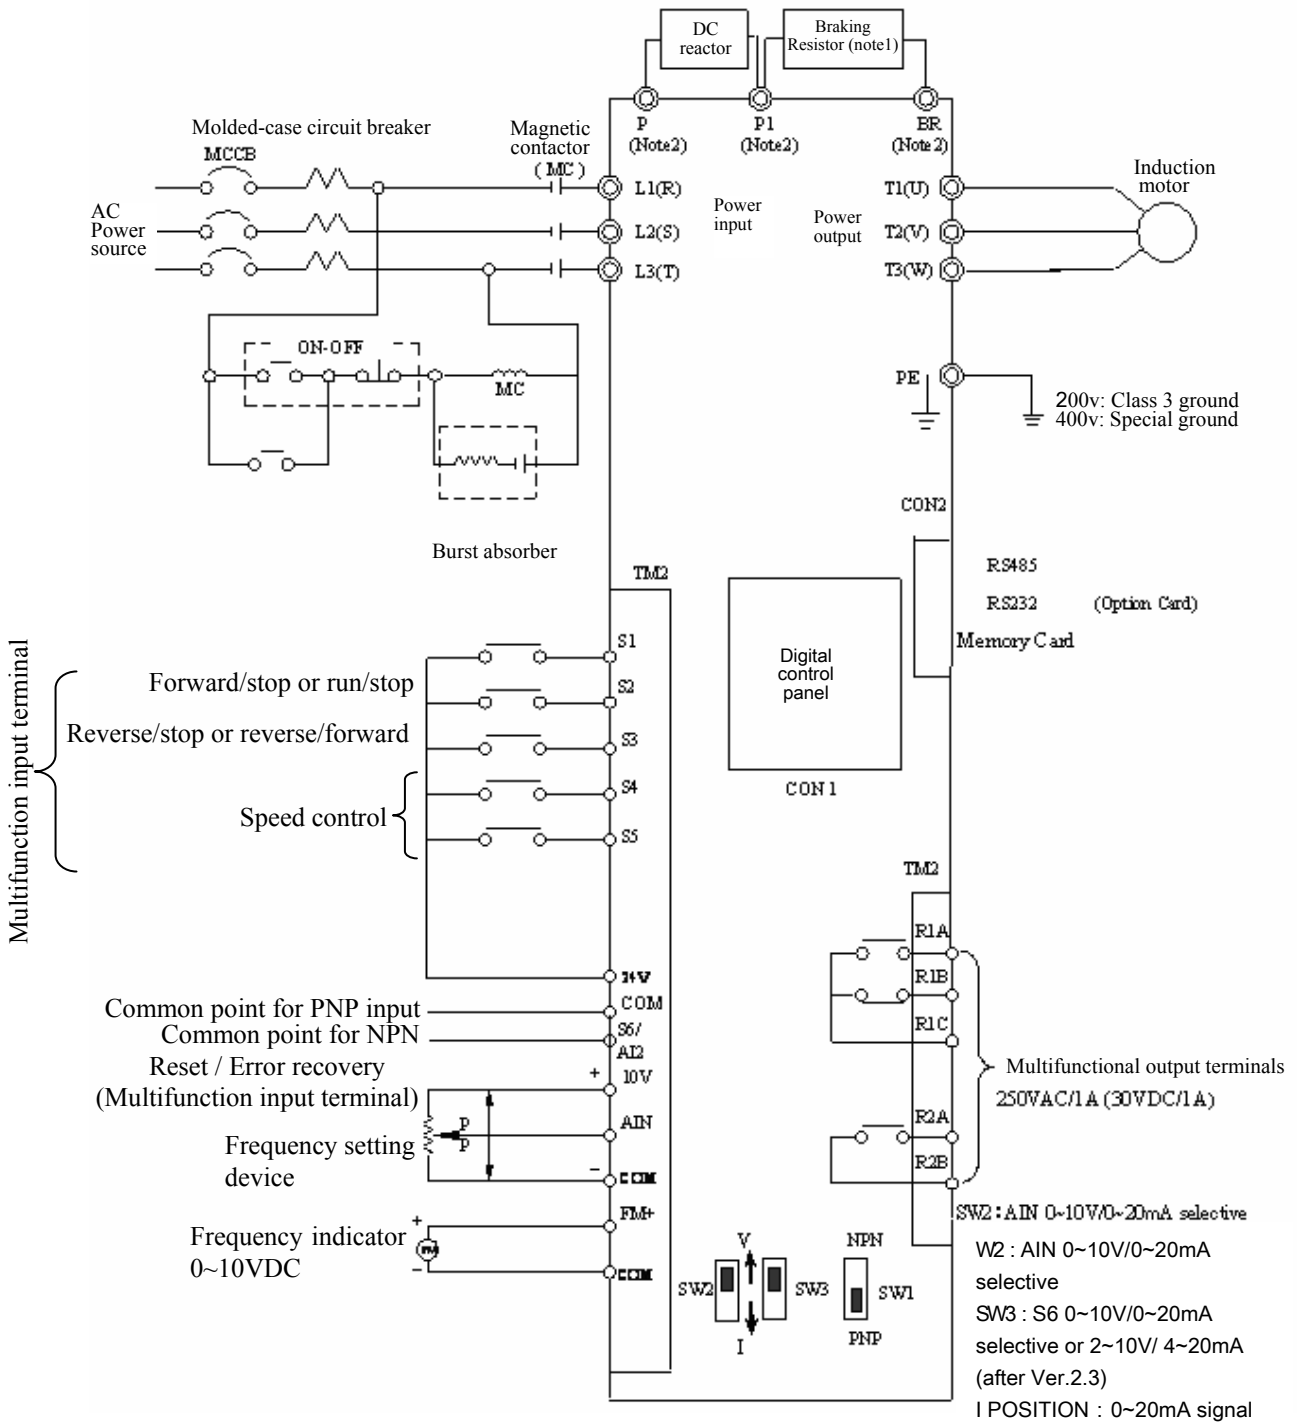 DC
reactor
Braking
Resistor (note1)
P
(Note2)
P1
(Note2)
BR
(Note2)
Molded-case circuit breaker
MCCB
Magnetic
contactor
( MC )
AC
Power
source
L1(R)
L2(S)
L3(T)
Power
input
Power
output
T1(U)
T2(V)
T3(W)
Induction
motor
ON-OFF
MC
PE
200v: Class 3 ground
400v: Special ground
Burst absorber
CON2
RS485
RS232 (Option Card)
Memory Card
TM2
Digital
control
panel
CON1
Multifunction input terminal
Forward/stop or run/stop
Reverse/stop or reverse/forward
Speed control
S1
S2
S3
S4
S5
24V
Common point for PNP input
COM
Common point for NPN
S6/
AI2
Reset / Error recovery
(Multifunction input terminal)
+ 10V
P
P
AIN
Frequency setting
device
− COM
FM+
Frequency indicator
0~10VDC
+
FM
−
COM
TM2
R1A
R1B
R1C
R2A
R2B
Multifunctional output terminals
250VAC/1A (30VDC/1A)
SW2:AIN 0~10V/0~20mA selective
W2 : AIN 0~10V/0~20mA
selective
SW3 : S6 0~10V/0~20mA
selective or 2~10V/ 4~20mA
(after Ver.2.3)
I POSITION : 0~20mA signal
V
SW2
SW3
I
NPN
SW1
PNP